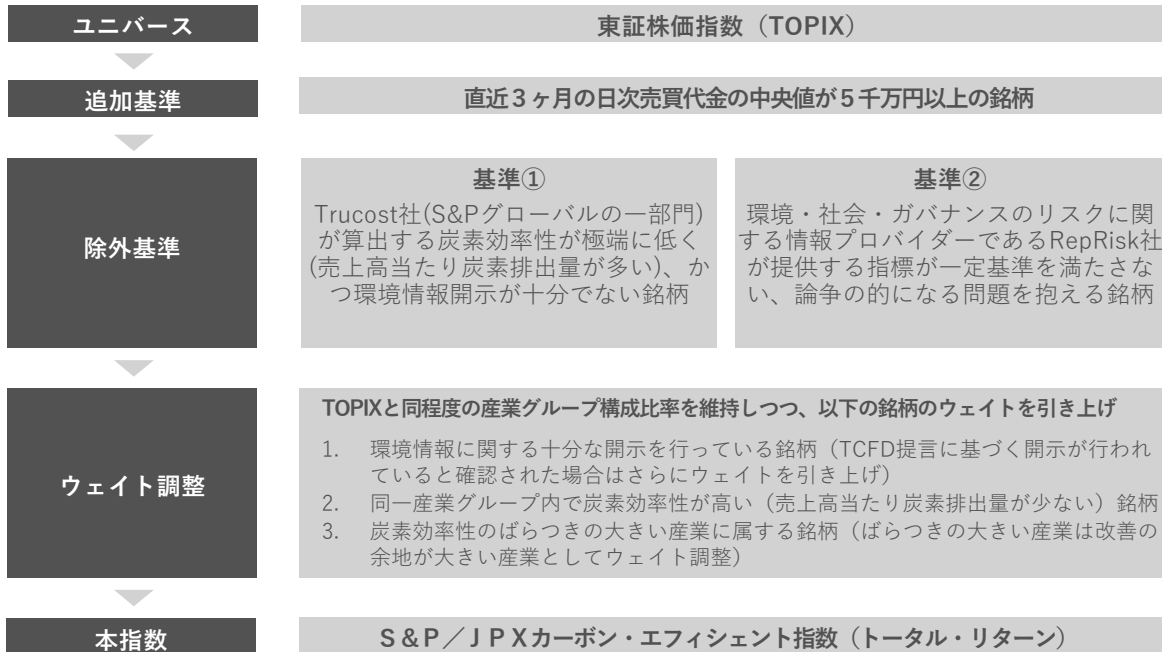 ユニバース
東証株価指数（TOPIX）
追加基準
直近３ヶ月の日次売買代金の中央値が５千万円以上の銘柄
除外基準
基準①
Trucost社(S&Pグローバルの一部門)
が算出する炭素効率性が極端に低く
(売上高当たり炭素排出量が多い)、か
つ環境情報開示が十分でない銘柄
基準②
環境・社会・ガバナンスのリスクに関
する情報プロバイダーであるRepRisk社
が提供する指標が一定基準を満たさな
い、論争の的になる問題を抱える銘柄
ウェイト調整
TOPIXと同程度の産業グループ構成比率を維持しつつ、以下の銘柄のウェイトを引き上げ
1. 環境情報に関する十分な開示を行っている銘柄（TCFD提言に基づく開示が行われ
ていると確認された場合はさらにウェイトを引き上げ）
2. 同一産業グループ内で炭素効率性が高い（売上高当たり炭素排出量が少ない）銘柄
3. 炭素効率性のばらつきの大きい産業に属する銘柄（ばらつきの大きい産業は改善の
余地が大きい産業としてウェイト調整）
本指数
Ｓ＆Ｐ／ＪＰＸカーボン・エフィシェント指数（トータル・リターン）